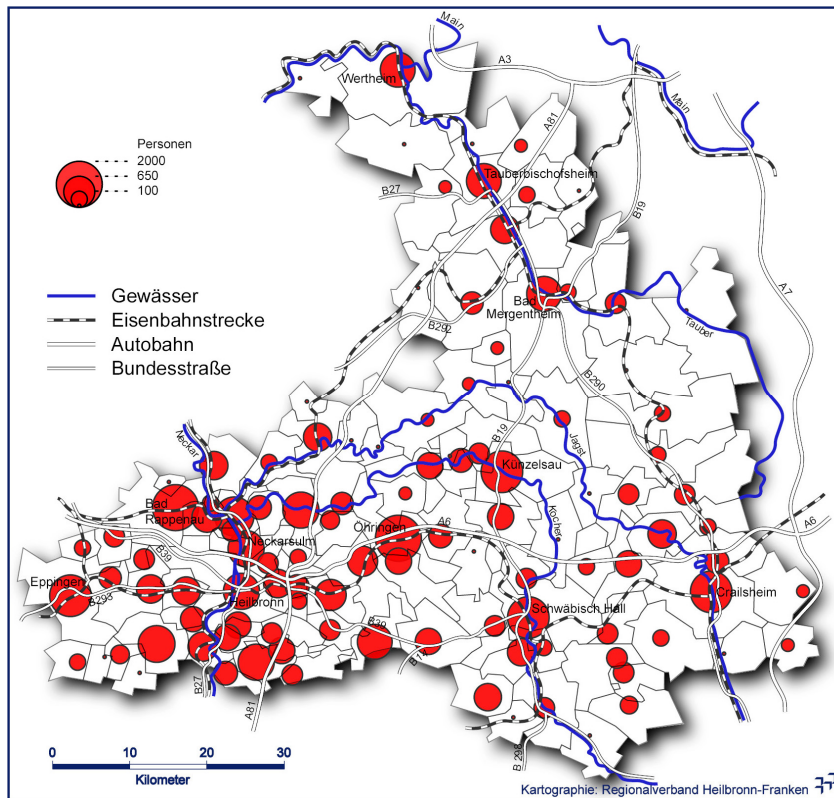 Main
A3
Wertheim
Main
A81
Personen
2000
650
100
Tauberbischofsheim
B27
B19
A7
Gewässer
Eisenbahnstrecke
Autobahn
Bundesstraße
Bad
Mergentheim
Tauber
B292
B290
Neckar
B19
Jagst
Künzelsau
Bad
Rappenau
Kocher
Öhringen
A6
A6
Neckarsulm
B39
Eppingen
B293
Heilbronn
Crailsheim
Schwäbisch Hall
B39
B14
B27
A81
B298
0 10 20 30
Kilometer
Kartographie: Regionalverband Heilbronn-Franken